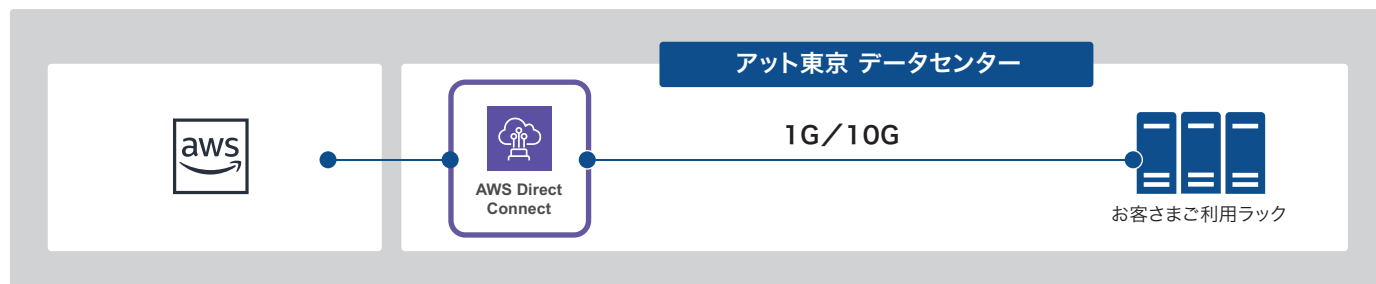 アット東京 データセンター
aws
AWS Direct
Connect
1G／10G
お客さまご利用ラック